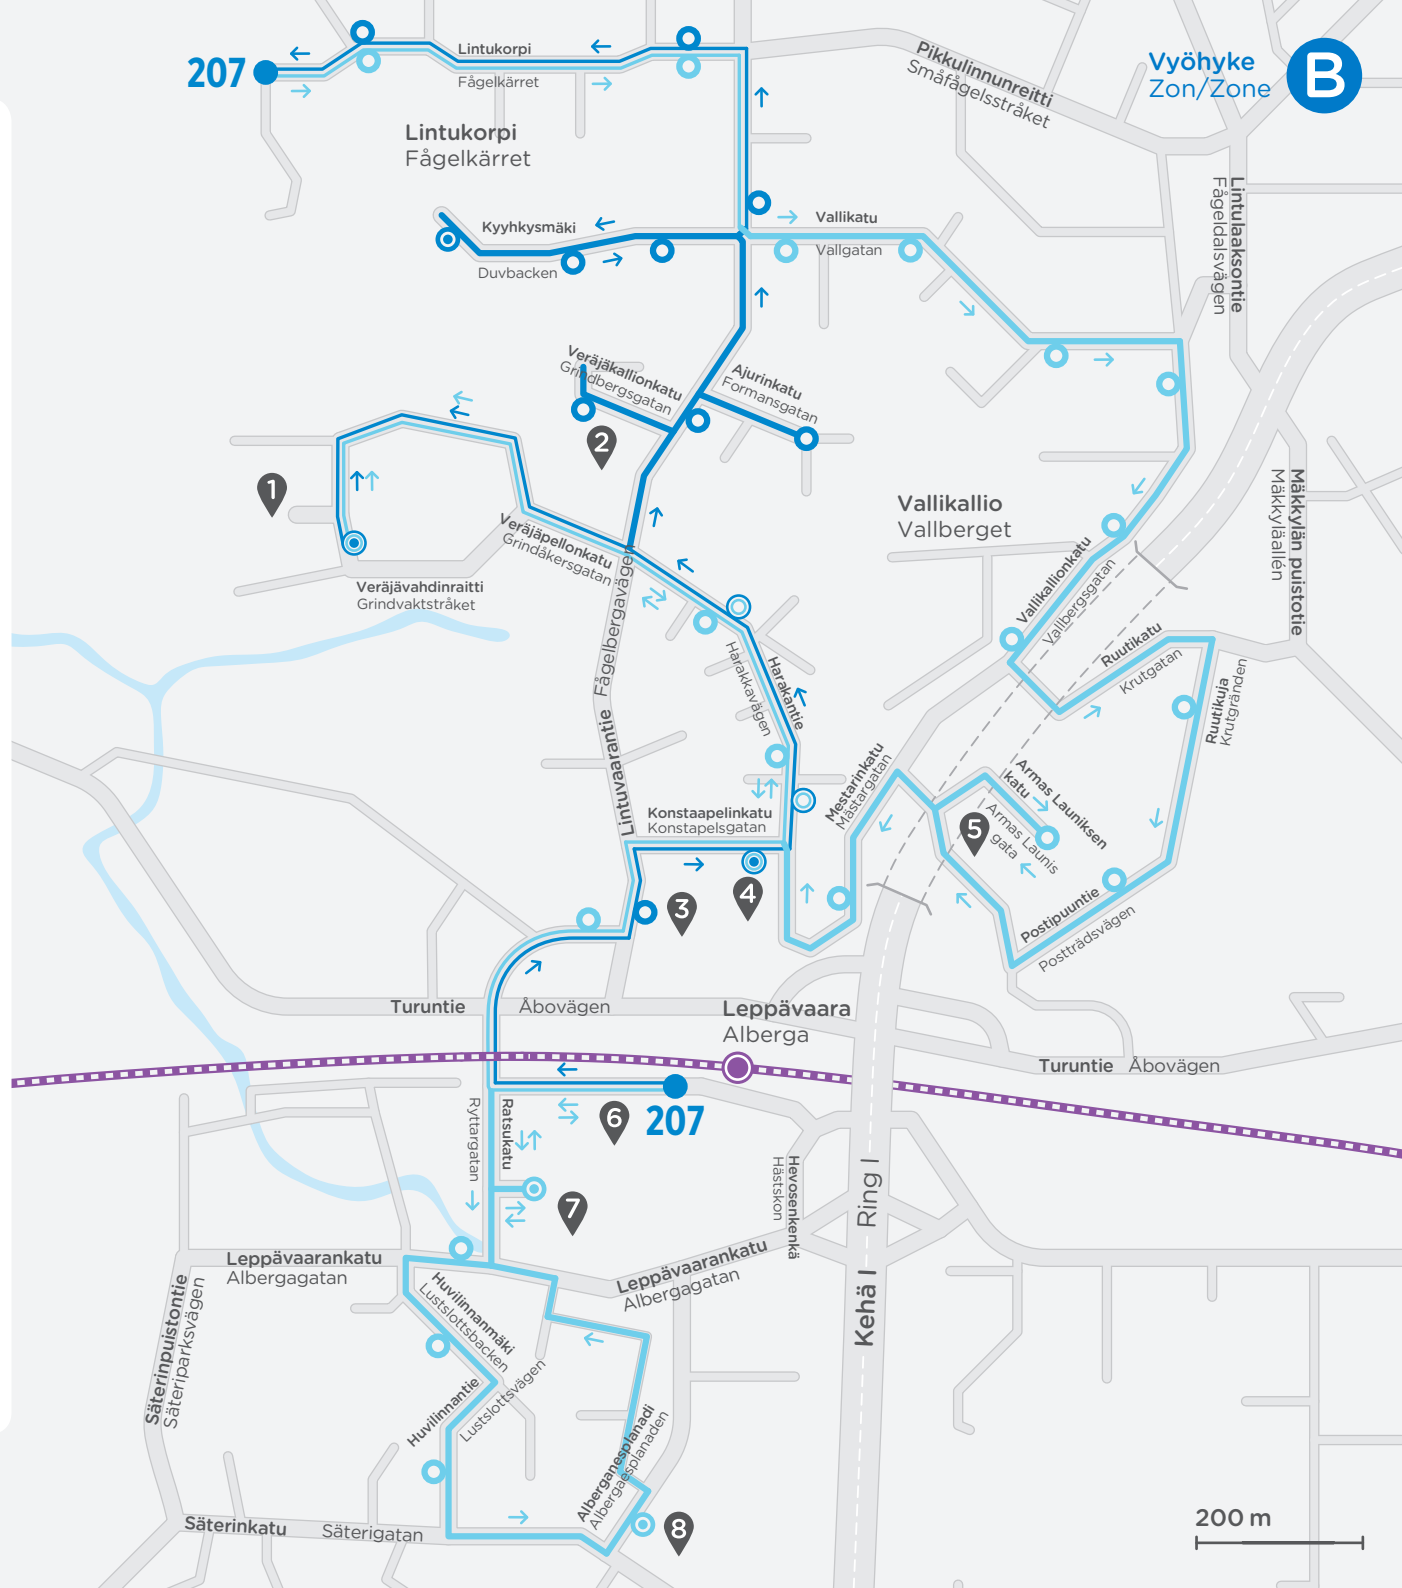 207
Lintukorpi
Fågelkärret
Pikkulinnunreitti
Småfågelsstråket
Vyöhyke
Zon/Zone
B
Lintukorpi
Fågelkärret
Lintulaaksontie
Fågeldalsvägen
Kyyhkysmäki
Duvbacken
Vallikatu
Vallgatan
Veräjäkallionkatu
Grindbergsgatan
Ajurinkatu
Formansgatan
2
1
Vallikallio
Vallberget
Mäkkylän puistotie
Mäkkyläallén
Veräjäpellonkatu
Grindåkersgatan
Veräjävahdinraitti
Grindvaktstråket
Vallikallionkatu
Vallbergsgatan
Ruutikatu
Krutgatan
Ruutikuja
Krutgränden
Lintuvaarantie Fågelbergavägen
Harakantie
Harakkavägen
Mestarinkatu
Mästargatan
Armas Launiksen
katu
Armas Launis
gata
5
Konstaapelinkatu
Konstapelsgatan
4
3
Postipuuntie
Postträdsvägen
Turuntie Åbovägen
Leppävaara
Alberga
Turuntie Åbovägen
6
207
Ratsukatu
Ryttargatan
Hevosenkenkä
Hästskon
Kehä I Ring I
7
Leppävaarankatu
Albergagatan
Leppävaarankatu
Albergagatan
Säterinpuistontie
Säteriparksvägen
Huvilinnanmäki
Lustslottsbacken
Huvilinnantie
Lustslottsvägen
Alberganesplanadi
Albergaesplanaden
8
Säterinkatu Säterigatan
200 m